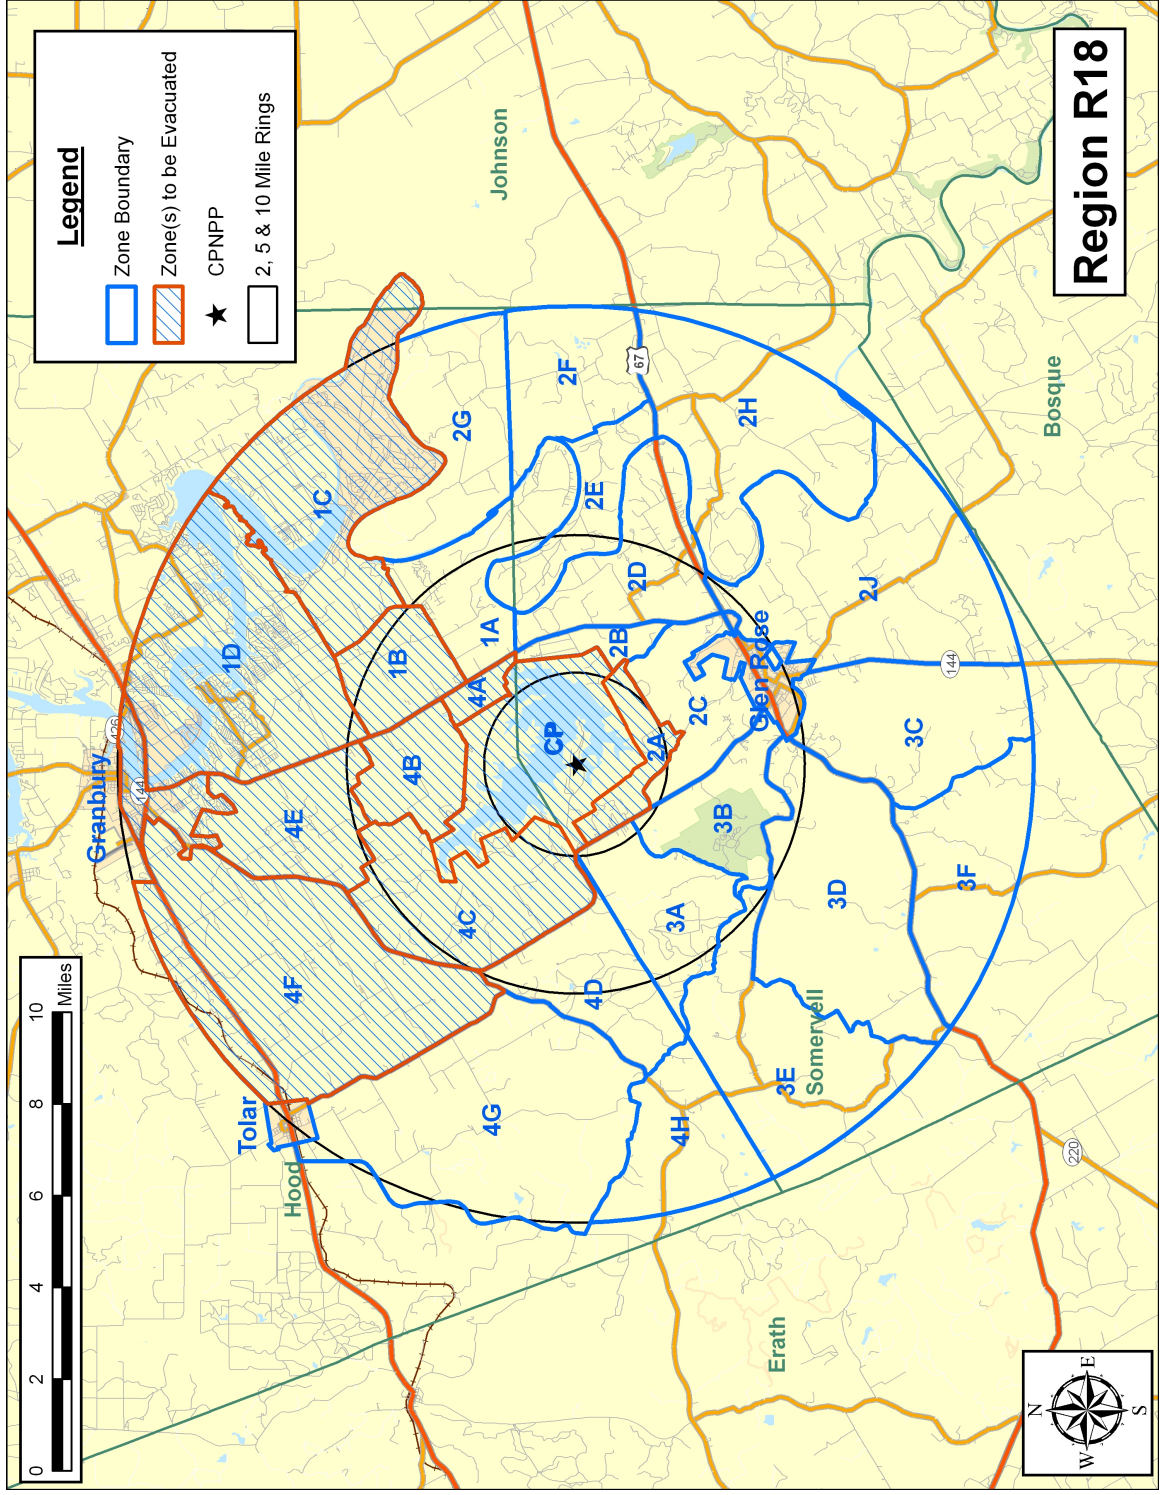 Legend
Zone Boundary
Zone(s) to be Evacuated
CPNPP
2, 5 & 10 Mile Rings
Region R18
0 2 4 6 8 10
Miles
N
W E
S
Johnson
Bosque
Somervell
Erath
Hood
Granbury
Tolar
Glen Rose
426
144
67
144
220
CP
1A
1B
1C
1D
2A
2B
2C
2D
2E
2F
2G
2H
2J
3A
3B
3C
3D
3E
3F
4A
4B
4C
4D
4E
4F
4G
4H